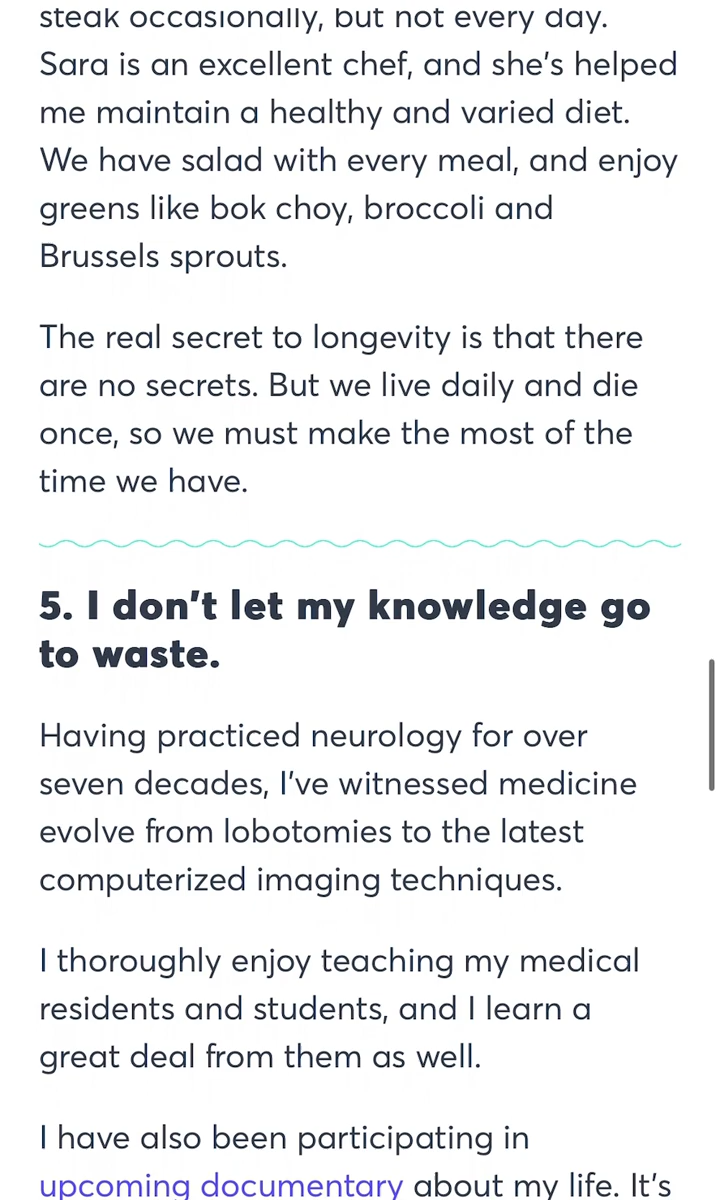 steak occasionally, but not every day.
Sara is an excellent chef, and she's helped
me maintain a healthy and varied diet.
We have salad with every meal, and enjoy
greens like bok choy, broccoli and
Brussels sprouts.
The real secret to longevity is that there
are no secrets. But we live daily and die
once, so we must make the most of the
time we have.
5. I don't let my knowledge go
to waste.
Having practiced neurology for over
seven decades, I've witnessed medicine
evolve from lobotomies to the latest
computerized imaging techniques.
I thoroughly enjoy teaching my medical
residents and students, and I learn a
great deal from them as well.
I have also been participating in
upcoming documentary about my life. It's